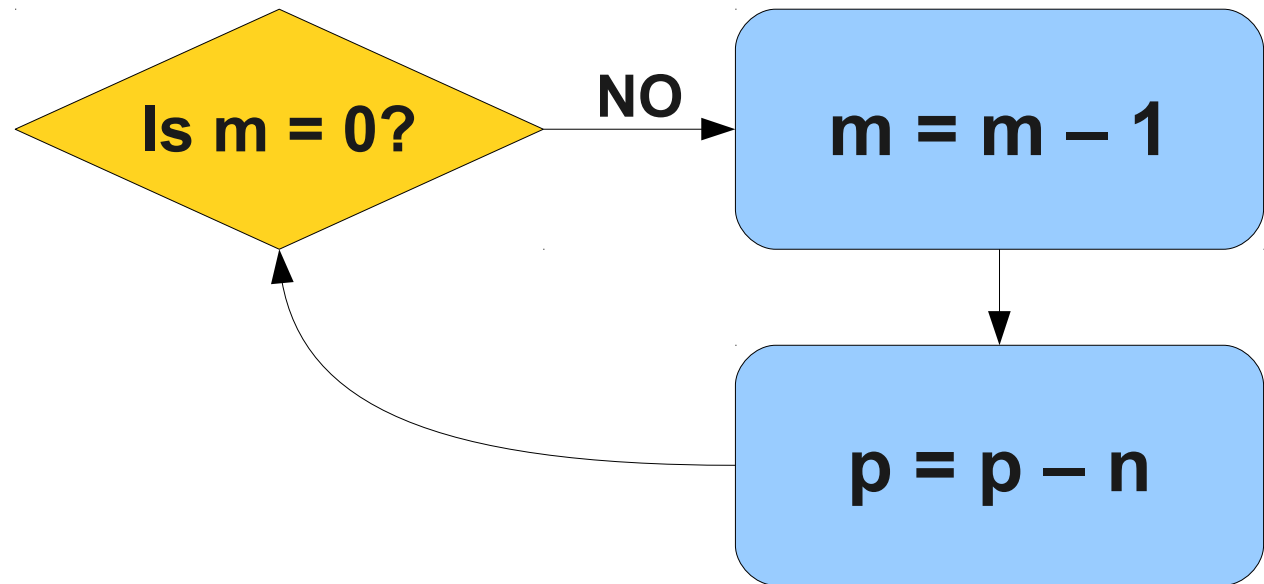 Is m = 0?
NO
m = m – 1
p = p – n